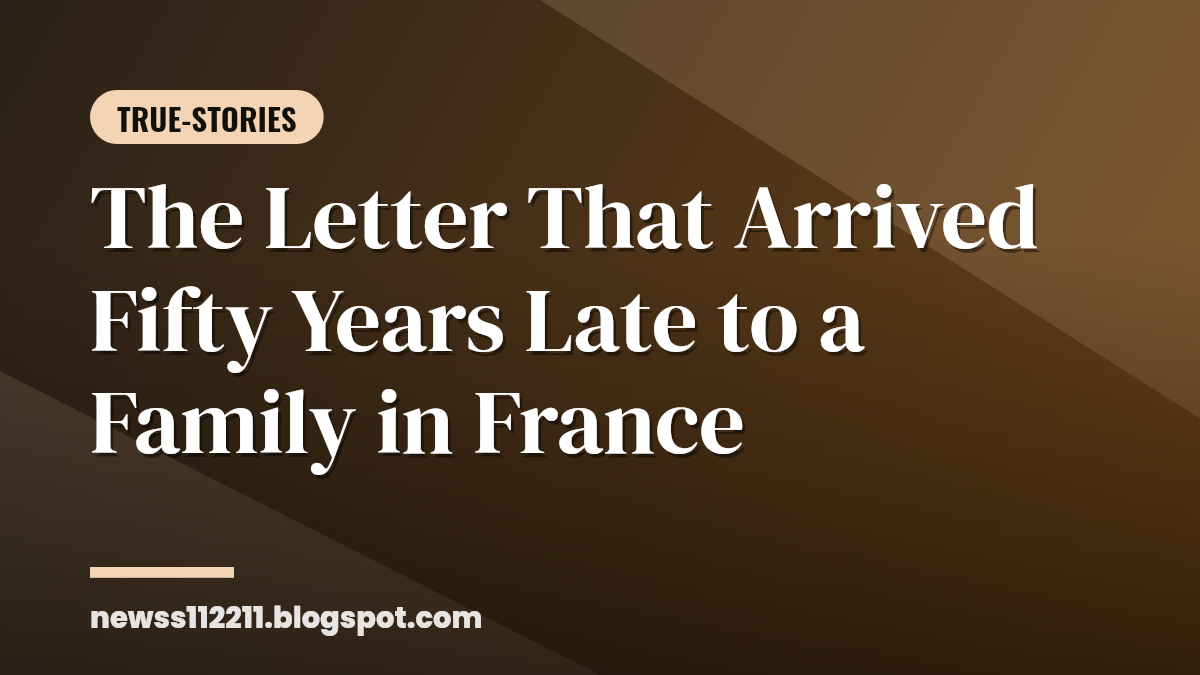 TRUE-STORIES
The Letter That Arrived
Fifty Years Late to a
Family in France
newss112211.blogspot.com